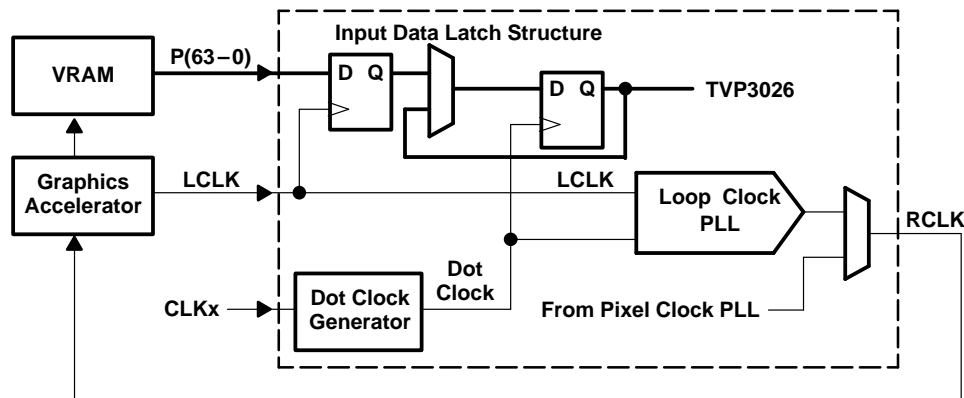 Input Data Latch Structure
P(63−0)
VRAM
D Q
D Q
TVP3026
Graphics
Accelerator
LCLK
LCLK
Loop Clock
PLL
RCLK
Dot
Clock
CLKx
Dot Clock
Generator
From Pixel Clock PLL